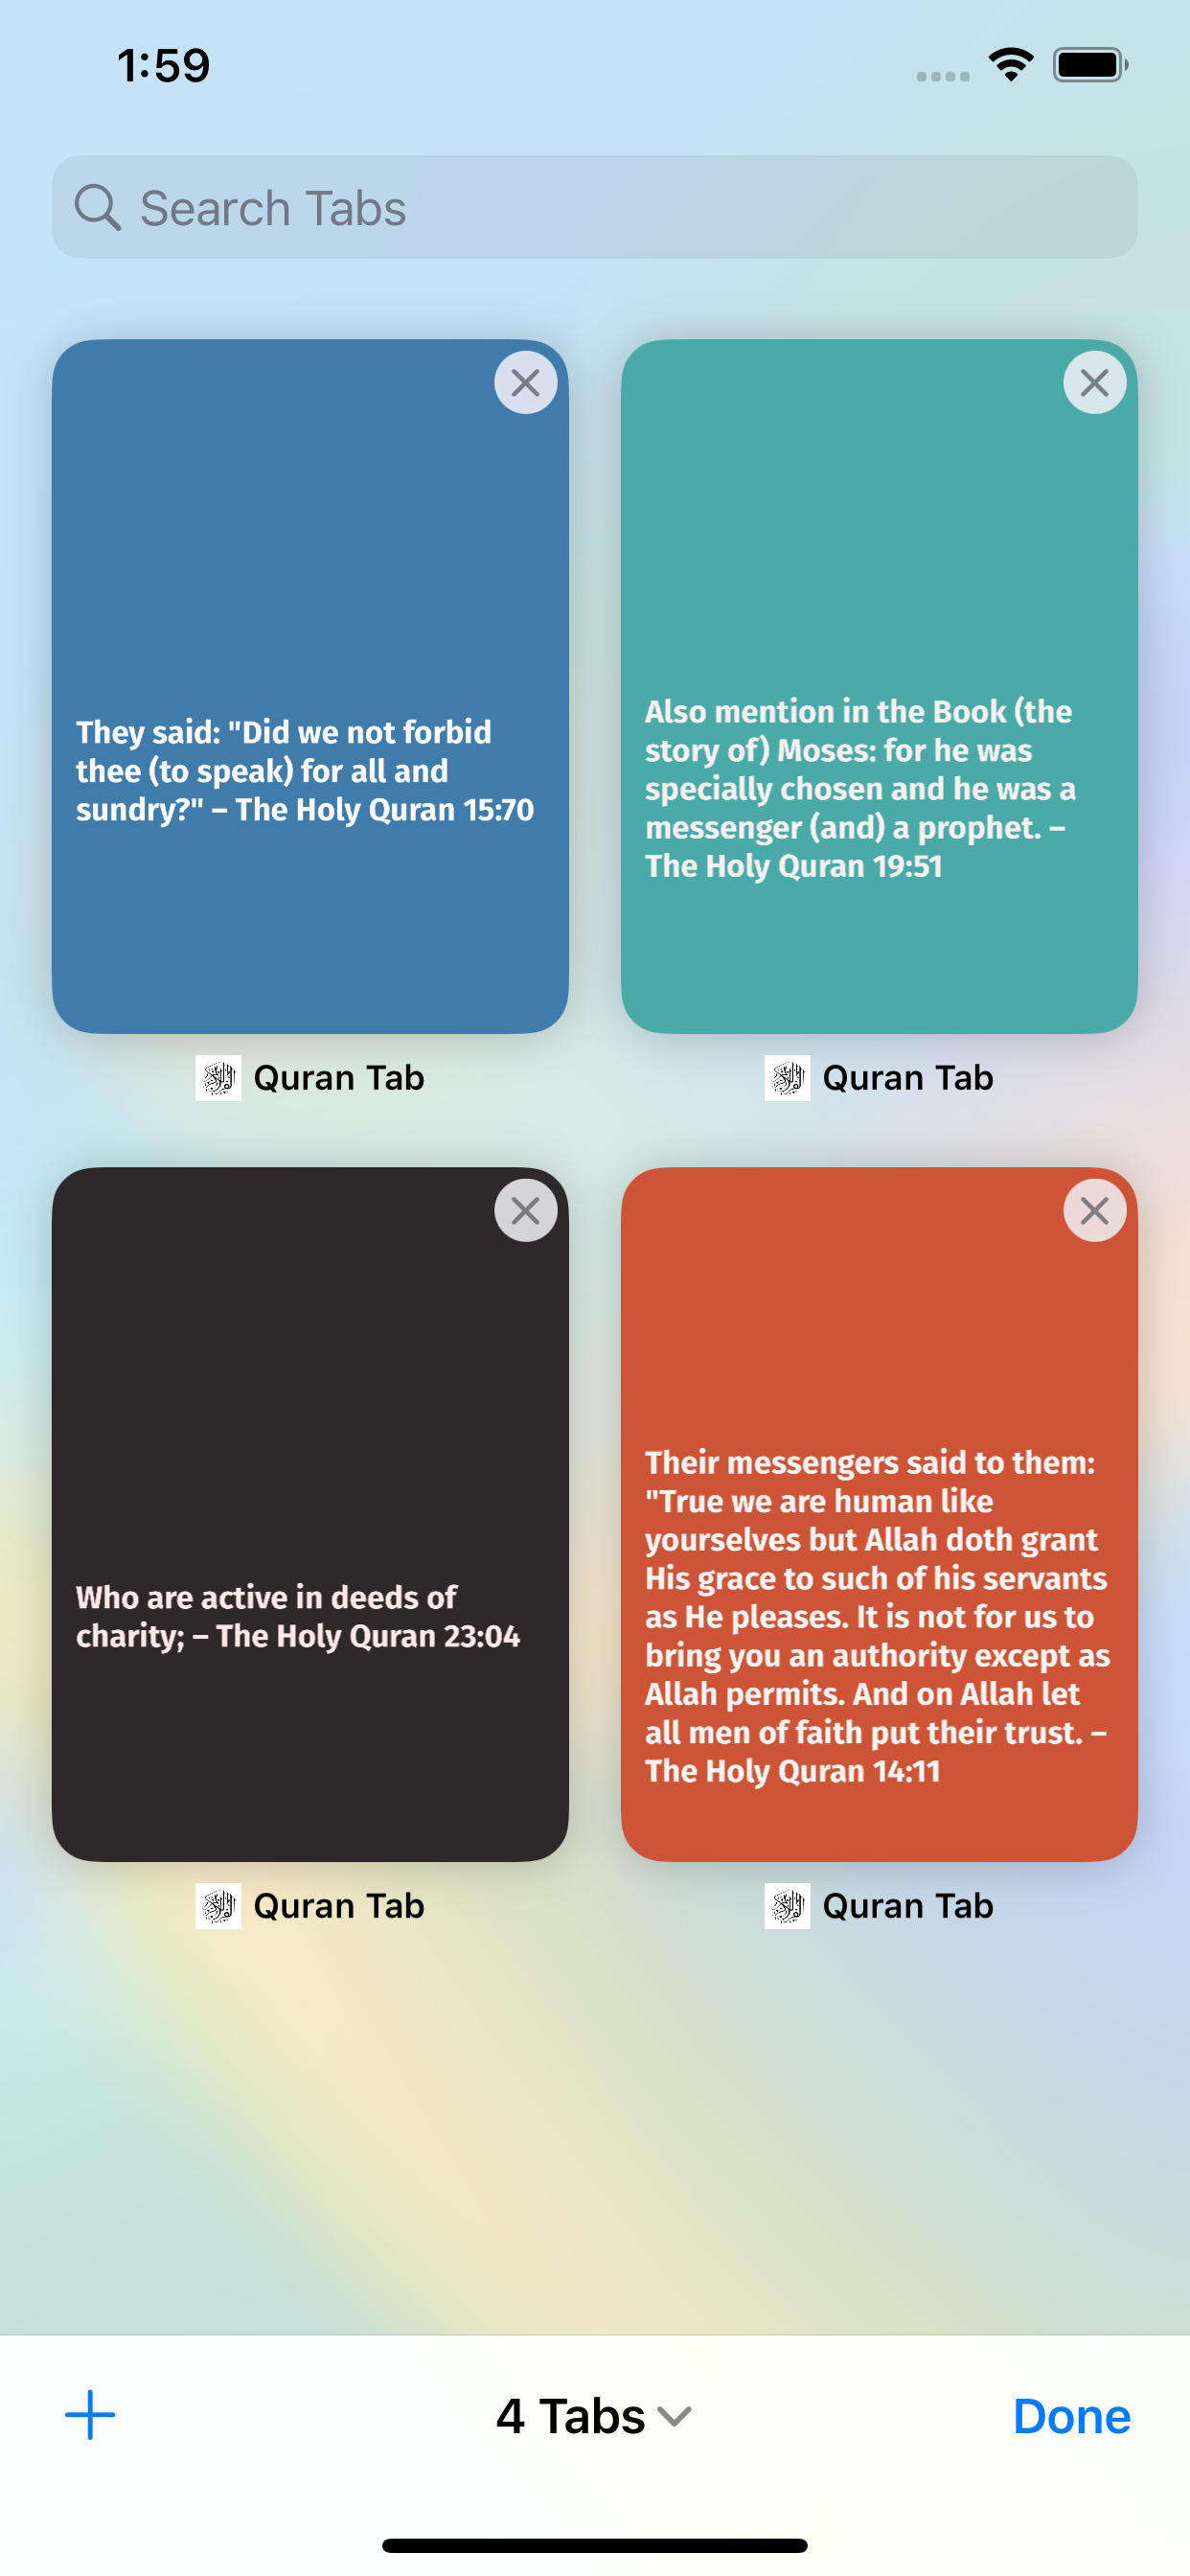 1:59
Search Tabs
They said: "Did we not forbid
thee (to speak) for all and
sundry?" – The Holy Quran 15:70
Also mention in the Book (the
story of) Moses: for he was
specially chosen and he was a
messenger (and) a prophet. –
The Holy Quran 19:51
Quran Tab
Quran Tab
Who are active in deeds of
charity; – The Holy Quran 23:04
Their messengers said to them:
"True we are human like
yourselves but Allah doth grant
His grace to such of his servants
as He pleases. It is not for us to
bring you an authority except as
Allah permits. And on Allah let
all men of faith put their trust. –
The Holy Quran 14:11
Quran Tab
Quran Tab
4 Tabs
Done